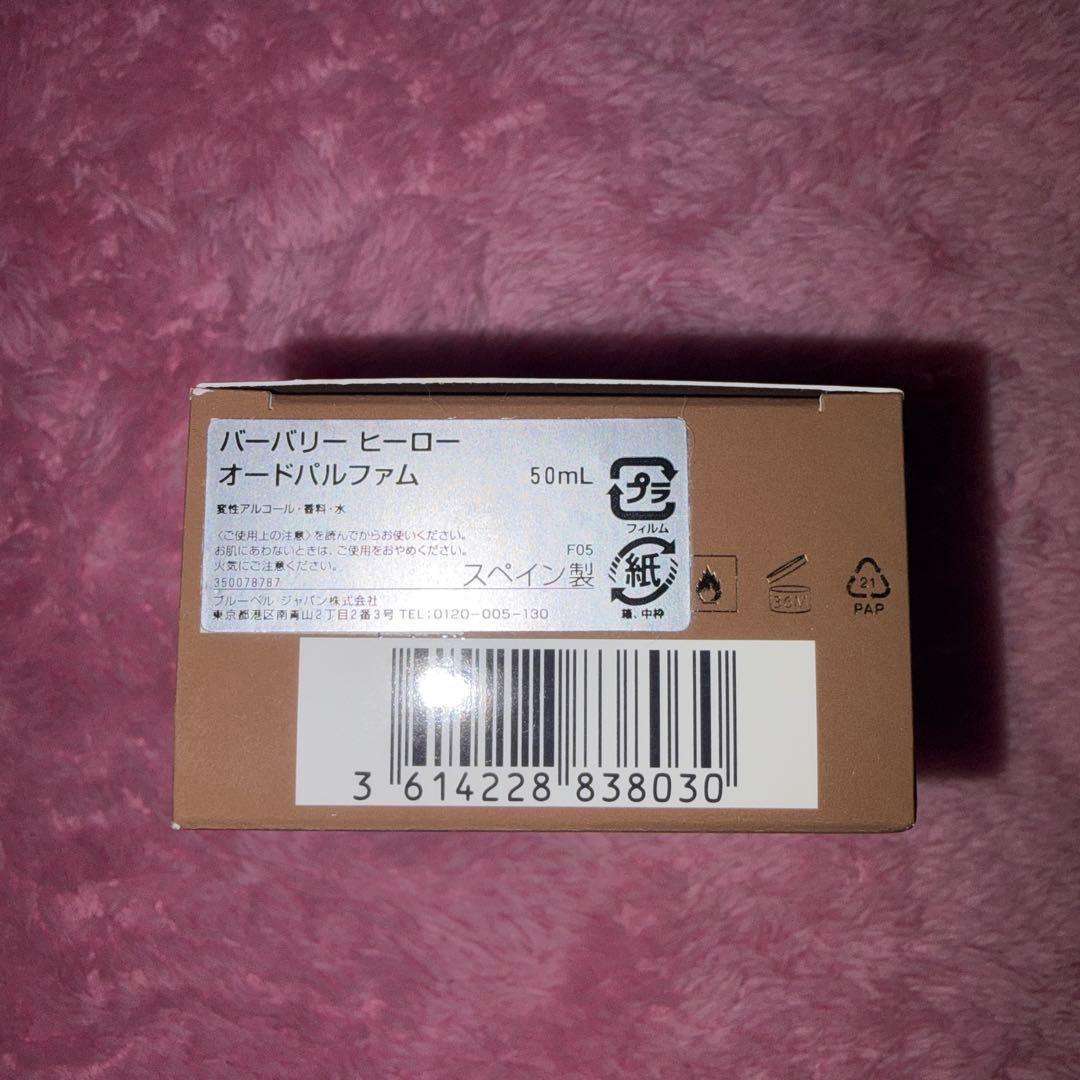 バーバリー ヒーロー
オードパルファム 50mL
変性アルコール・香料・水
〈ご使用上の注意〉を読んでからお使いください。
お肌にあわないときは、ご使用をおやめください。
火気にご注意ください。
F05
350078787
スペイン製
ブルーベル・ジャパン株式会社
東京都港区南青山2丁目2番3号 TEL:0120-005-130
プラ
フィルム
紙
箱、中枠
36M
21
PAP
3 614228 838030